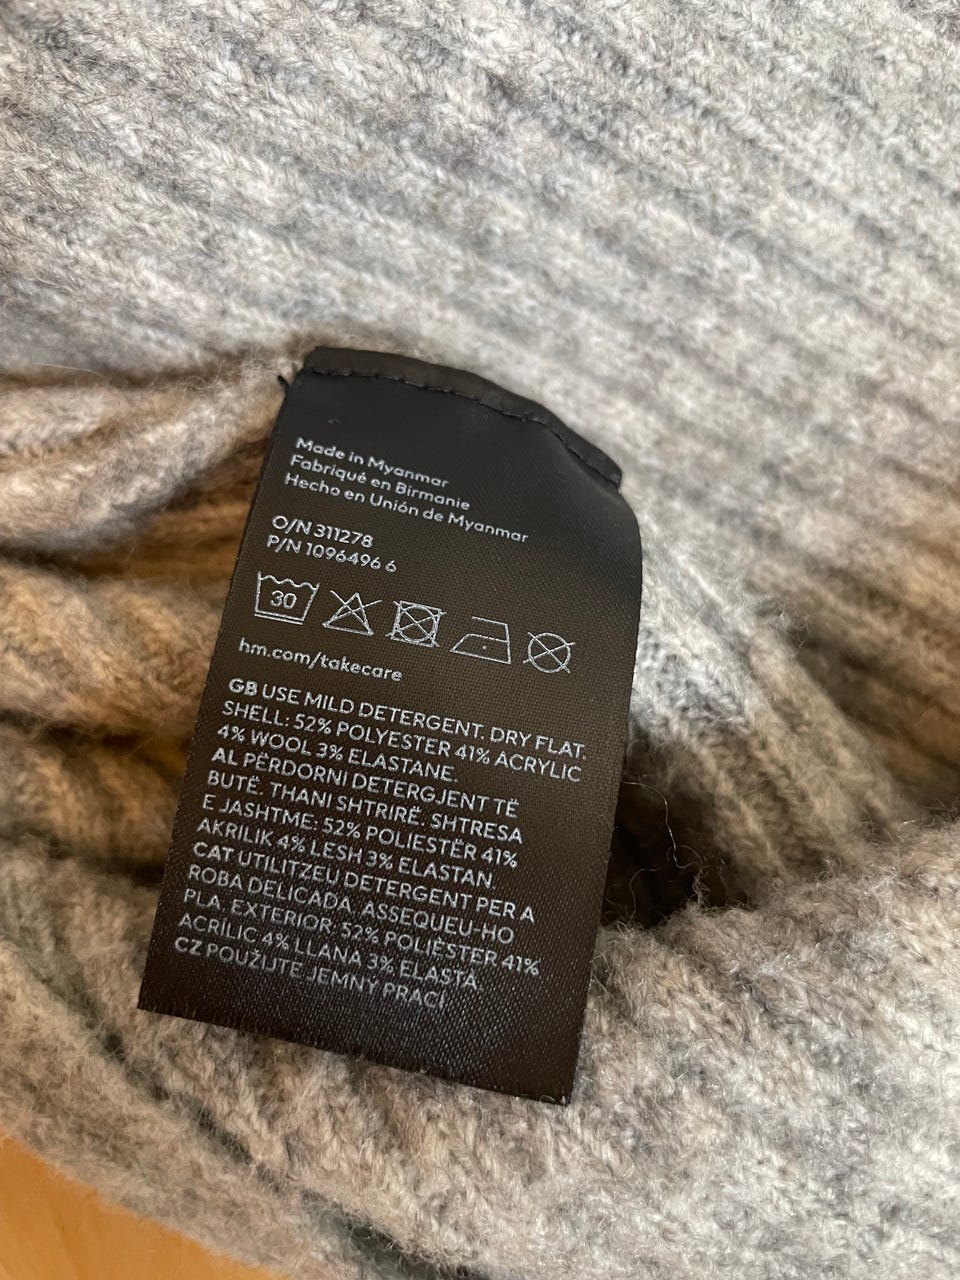 Made in Myanmar
Fabriqué en Birmanie
Hecho en Unión de Myanmar
O/N 311278
P/N 1096496 6
30
hm.com/takecare
GB USE MILD DETERGENT. DRY FLAT.
SHELL: 52% POLYESTER 41% ACRYLIC
4% WOOL 3% ELASTANE.
AL PËRDORNI DETERGJENT TË
BUTË. THANI SHTRIRË. SHTRESA
E JASHTME: 52% POLIESTËR 41%
AKRILIK 4% LESH 3% ELASTAN.
CAT UTILITZEU DETERGENT PER A
ROBA DELICADA. ASSEQUEU-HO
PLA. EXTERIOR: 52% POLIÈSTER 41%
ACRÍLIC 4% LLANA 3% ELASTÀ.
CZ POUŽIJTE JEMNÝ PRACÍ